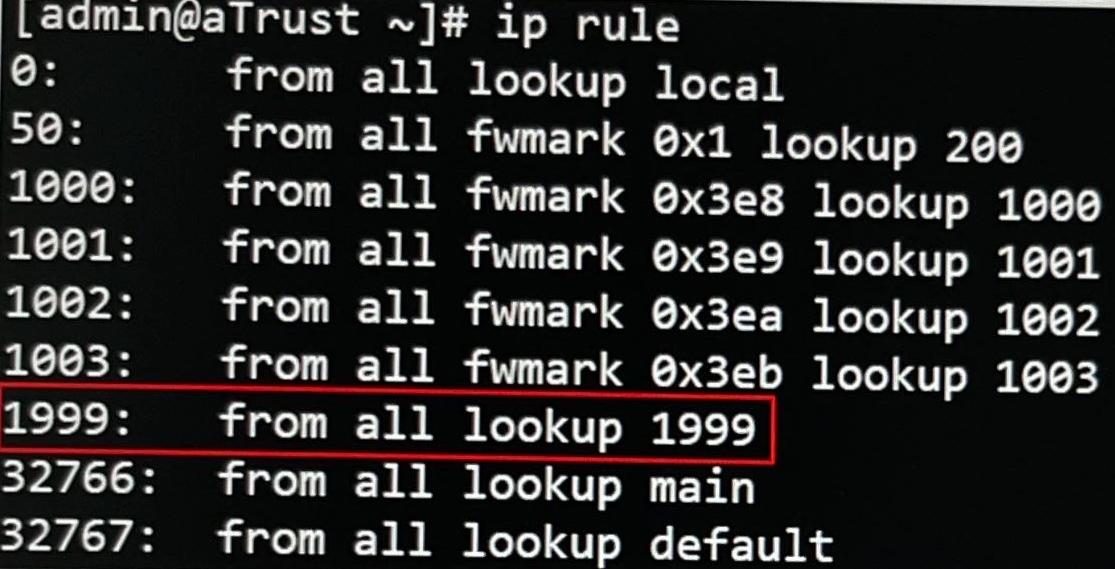 [admin@aTrust ~]# ip rule
0: from all lookup local
50: from all fwmark 0x1 lookup 200
1000: from all fwmark 0x3e8 lookup 1000
1001: from all fwmark 0x3e9 lookup 1001
1002: from all fwmark 0x3ea lookup 1002
1003: from all fwmark 0x3eb lookup 1003
1999: from all lookup 1999
32766: from all lookup main
32767: from all lookup default